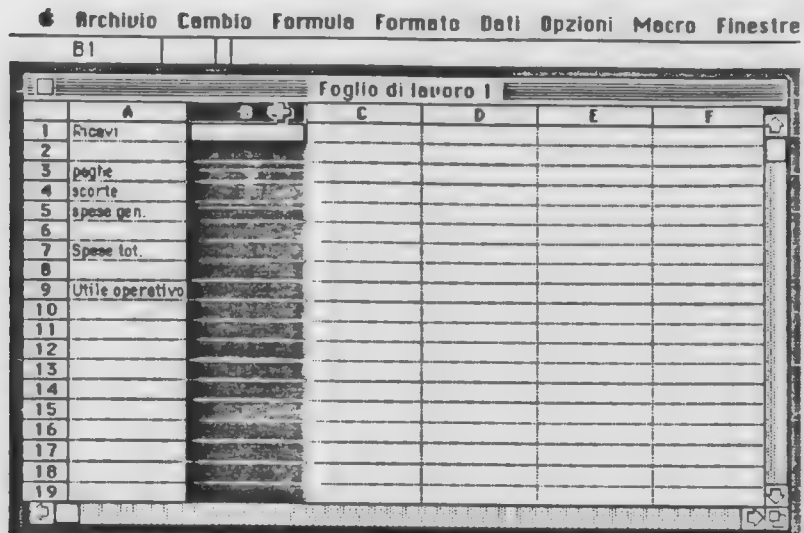 Archivio Cambio Formula Formato Dati Opzioni Macro Finestre
B1
Foglio di lavoro 1
A B C D E F
1 Ricavi
2
3 paghe
4 scorte
5 spese gen.
6
7 Spese tot.
8
9 Utile operativo
10
11
12
13
14
15
16
17
18
19